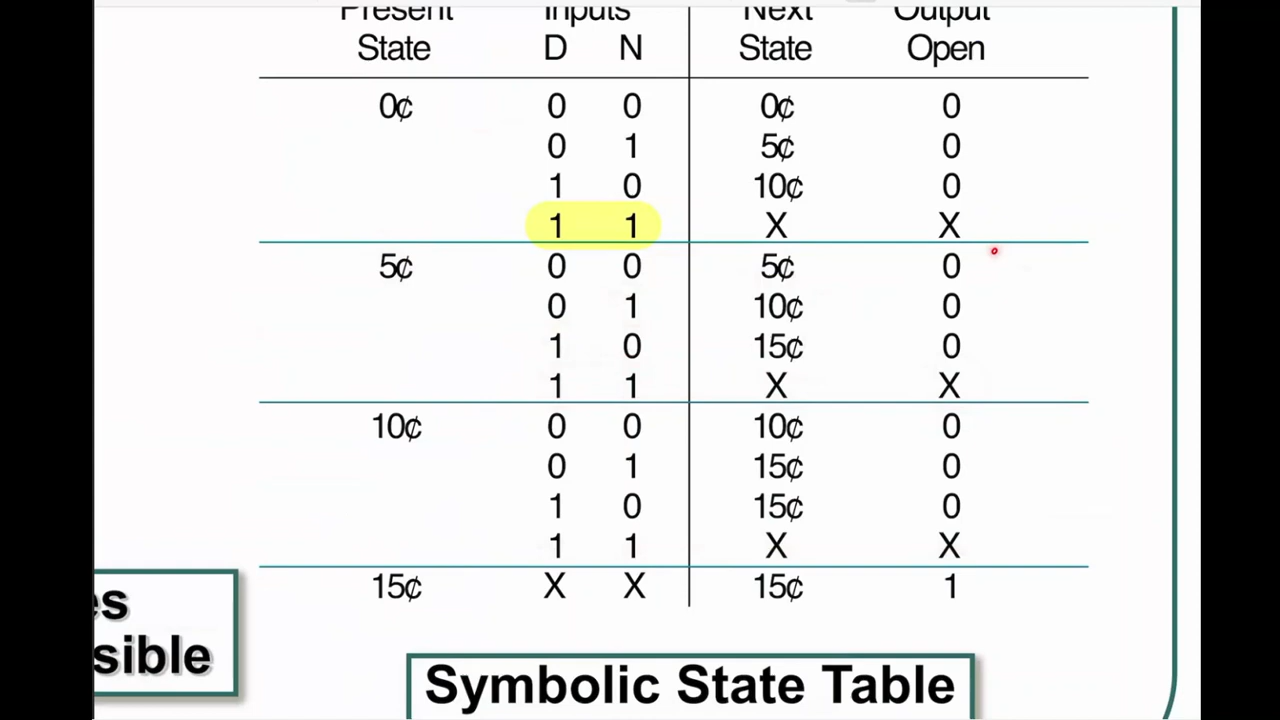 Present Inputs Next Output
State D N State Open
0¢ 0 0 0¢ 0
0 1 5¢ 0
1 0 10¢ 0
1 1 X X
5¢ 0 0 5¢ 0
0 1 10¢ 0
1 0 15¢ 0
1 1 X X
10¢ 0 0 10¢ 0
0 1 15¢ 0
1 0 15¢ 0
1 1 X X
15¢ X X 15¢ 1
es
sible
Symbolic State Table